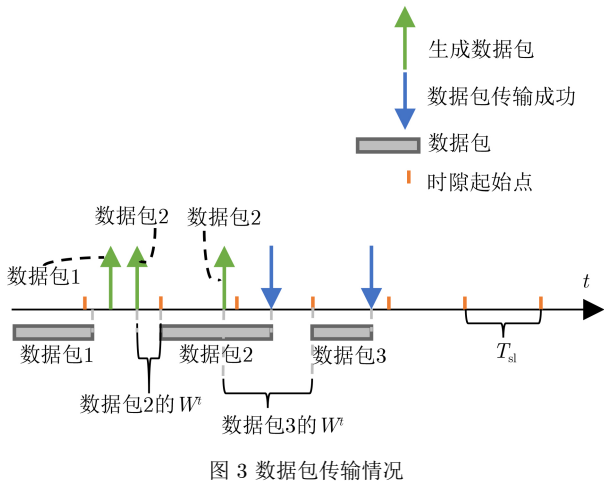 生成数据包
数据包传输成功
数据包
时隙起始点
数据包2 数据包2
数据包1
t
数据包1 数据包2 数据包3
T_sl
数据包2的 Wⁱ
数据包3的 Wⁱ
图 3 数据包传输情况